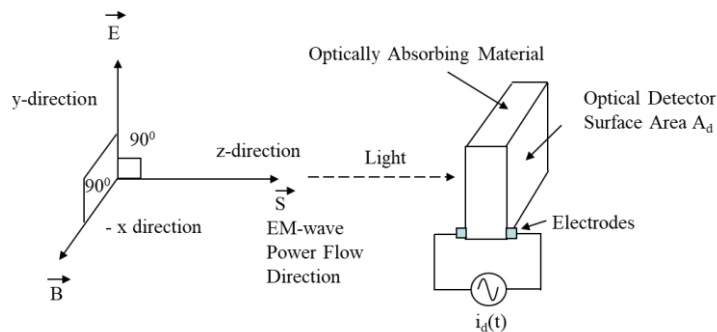 E
y-direction
90⁰
90⁰
z-direction
- x direction
B
S
EM-wave
Power Flow
Direction
Light
Optically Absorbing Material
Optical Detector
Surface Area A_d
Electrodes
i_d(t)